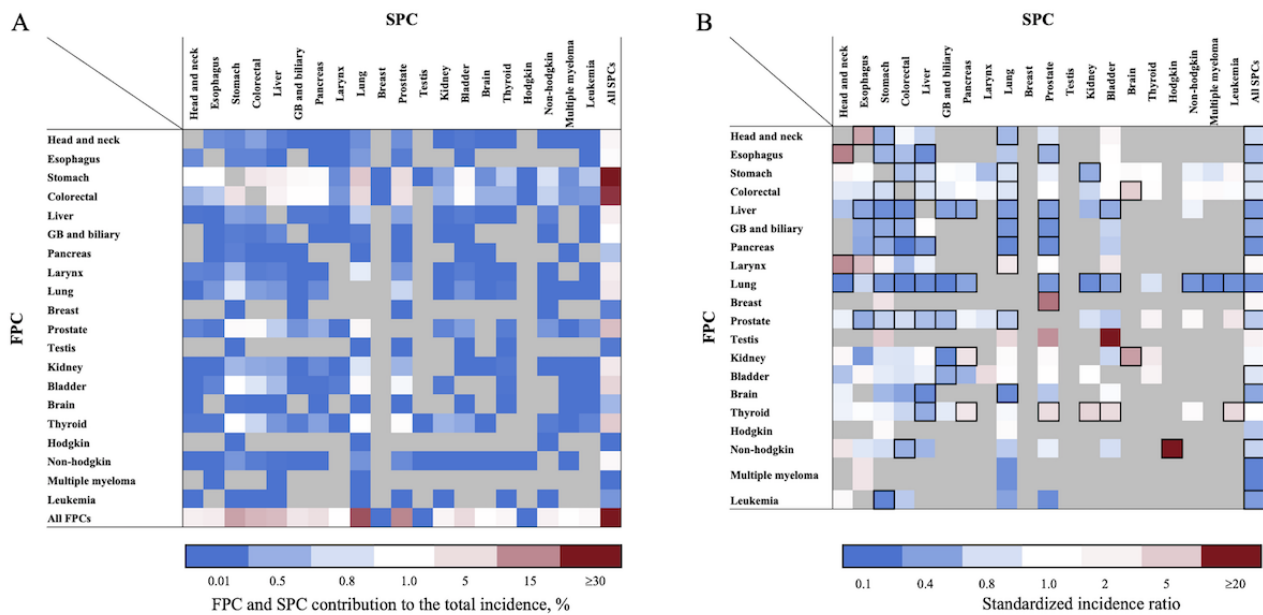 A
SPC
Head and neck
Esophagus
Stomach
Colorectal
Liver
GB and biliary
Pancreas
Larynx
Lung
Breast
Prostate
Testis
Kidney
Bladder
Brain
Thyroid
Hodgkin
Non-hodgkin
Multiple myeloma
Leukemia
All SPCs
FPC
Head and neck
Esophagus
Stomach
Colorectal
Liver
GB and biliary
Pancreas
Larynx
Lung
Breast
Prostate
Testis
Kidney
Bladder
Brain
Thyroid
Hodgkin
Non-hodgkin
Multiple myeloma
Leukemia
All FPCs
0.01 0.5 0.8 1.0 5 15 ≥30
FPC and SPC contribution to the total incidence, %
B
SPC
Head and neck
Esophagus
Stomach
Colorectal
Liver
GB and biliary
Pancreas
Larynx
Lung
Breast
Prostate
Testis
Kidney
Bladder
Brain
Thyroid
Hodgkin
Non-hodgkin
Multiple myeloma
Leukemia
All SPCs
FPC
Head and neck
Esophagus
Stomach
Colorectal
Liver
GB and biliary
Pancreas
Larynx
Lung
Breast
Prostate
Testis
Kidney
Bladder
Brain
Thyroid
Hodgkin
Non-hodgkin
Multiple myeloma
Leukemia
0.1 0.4 0.8 1.0 2 5 ≥20
Standardized incidence ratio